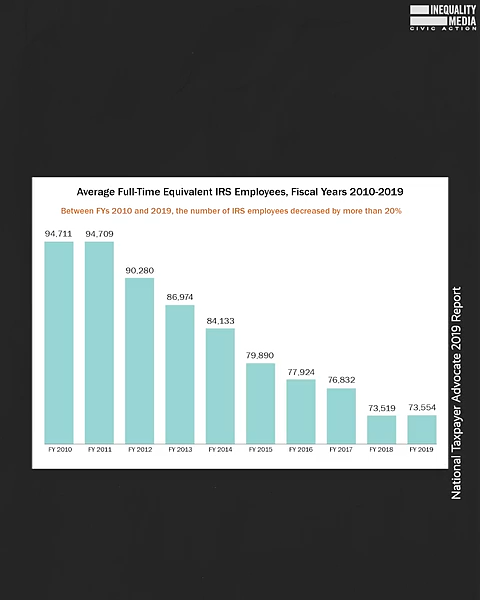 INEQUALITY
MEDIA
CIVIC ACTION
Average Full-Time Equivalent IRS Employees, Fiscal Years 2010-2019
Between FYs 2010 and 2019, the number of IRS employees decreased by more than 20%
94,711
94,709
90,280
86,974
84,133
79,890
77,924
76,832
73,519
73,554
FY 2010
FY 2011
FY 2012
FY 2013
FY 2014
FY 2015
FY 2016
FY 2017
FY 2018
FY 2019
National Taxpayer Advocate 2019 Report